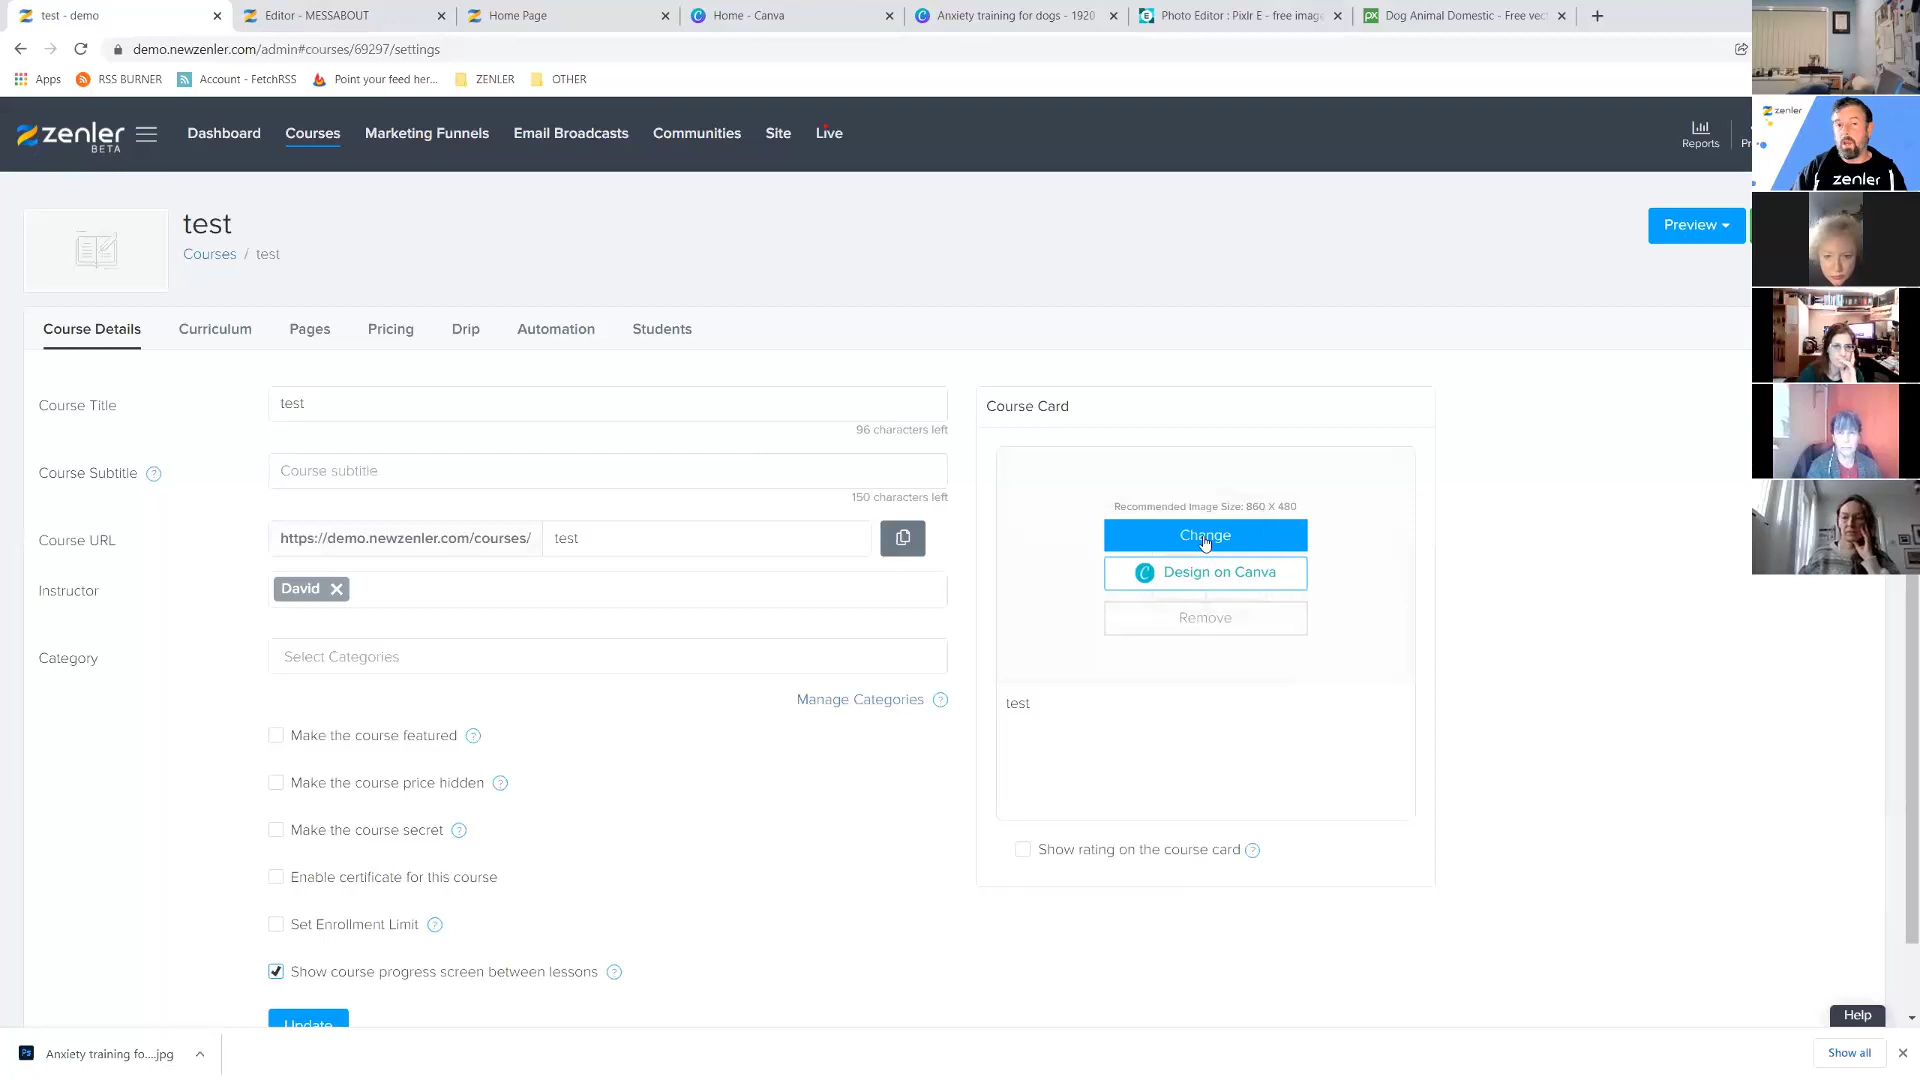 test - demo
Editor - MESSABOUT
Home Page
Home - Canva
Anxiety training for dogs - 1920
Photo Editor : Pixlr E - free image
Dog Animal Domestic - Free vect
demo.newzenler.com/admin#courses/69297/settings
Apps
RSS BURNER
Account - FetchRSS
Point your feed her...
ZENLER
OTHER
zenler
BETA
Dashboard
Courses
Marketing Funnels
Email Broadcasts
Communities
Site
Live
Reports
Pr
zenler
zenler
test
Courses / test
Preview
Course Details
Curriculum
Pages
Pricing
Drip
Automation
Students
Course Title
test
96 characters left
Course Subtitle ?
Course subtitle
150 characters left
Course URL
https://demo.newzenler.com/courses/
test
Instructor
David
Category
Select Categories
Manage Categories ?
Make the course featured ?
Make the course price hidden ?
Make the course secret ?
Enable certificate for this course
Set Enrollment Limit ?
Show course progress screen between lessons ?
Update
Course Card
Recommended Image Size: 860 X 480
Change
Design on Canva
Remove
test
Show rating on the course card ?
Help
Ps
Anxiety training fo....jpg
Show all